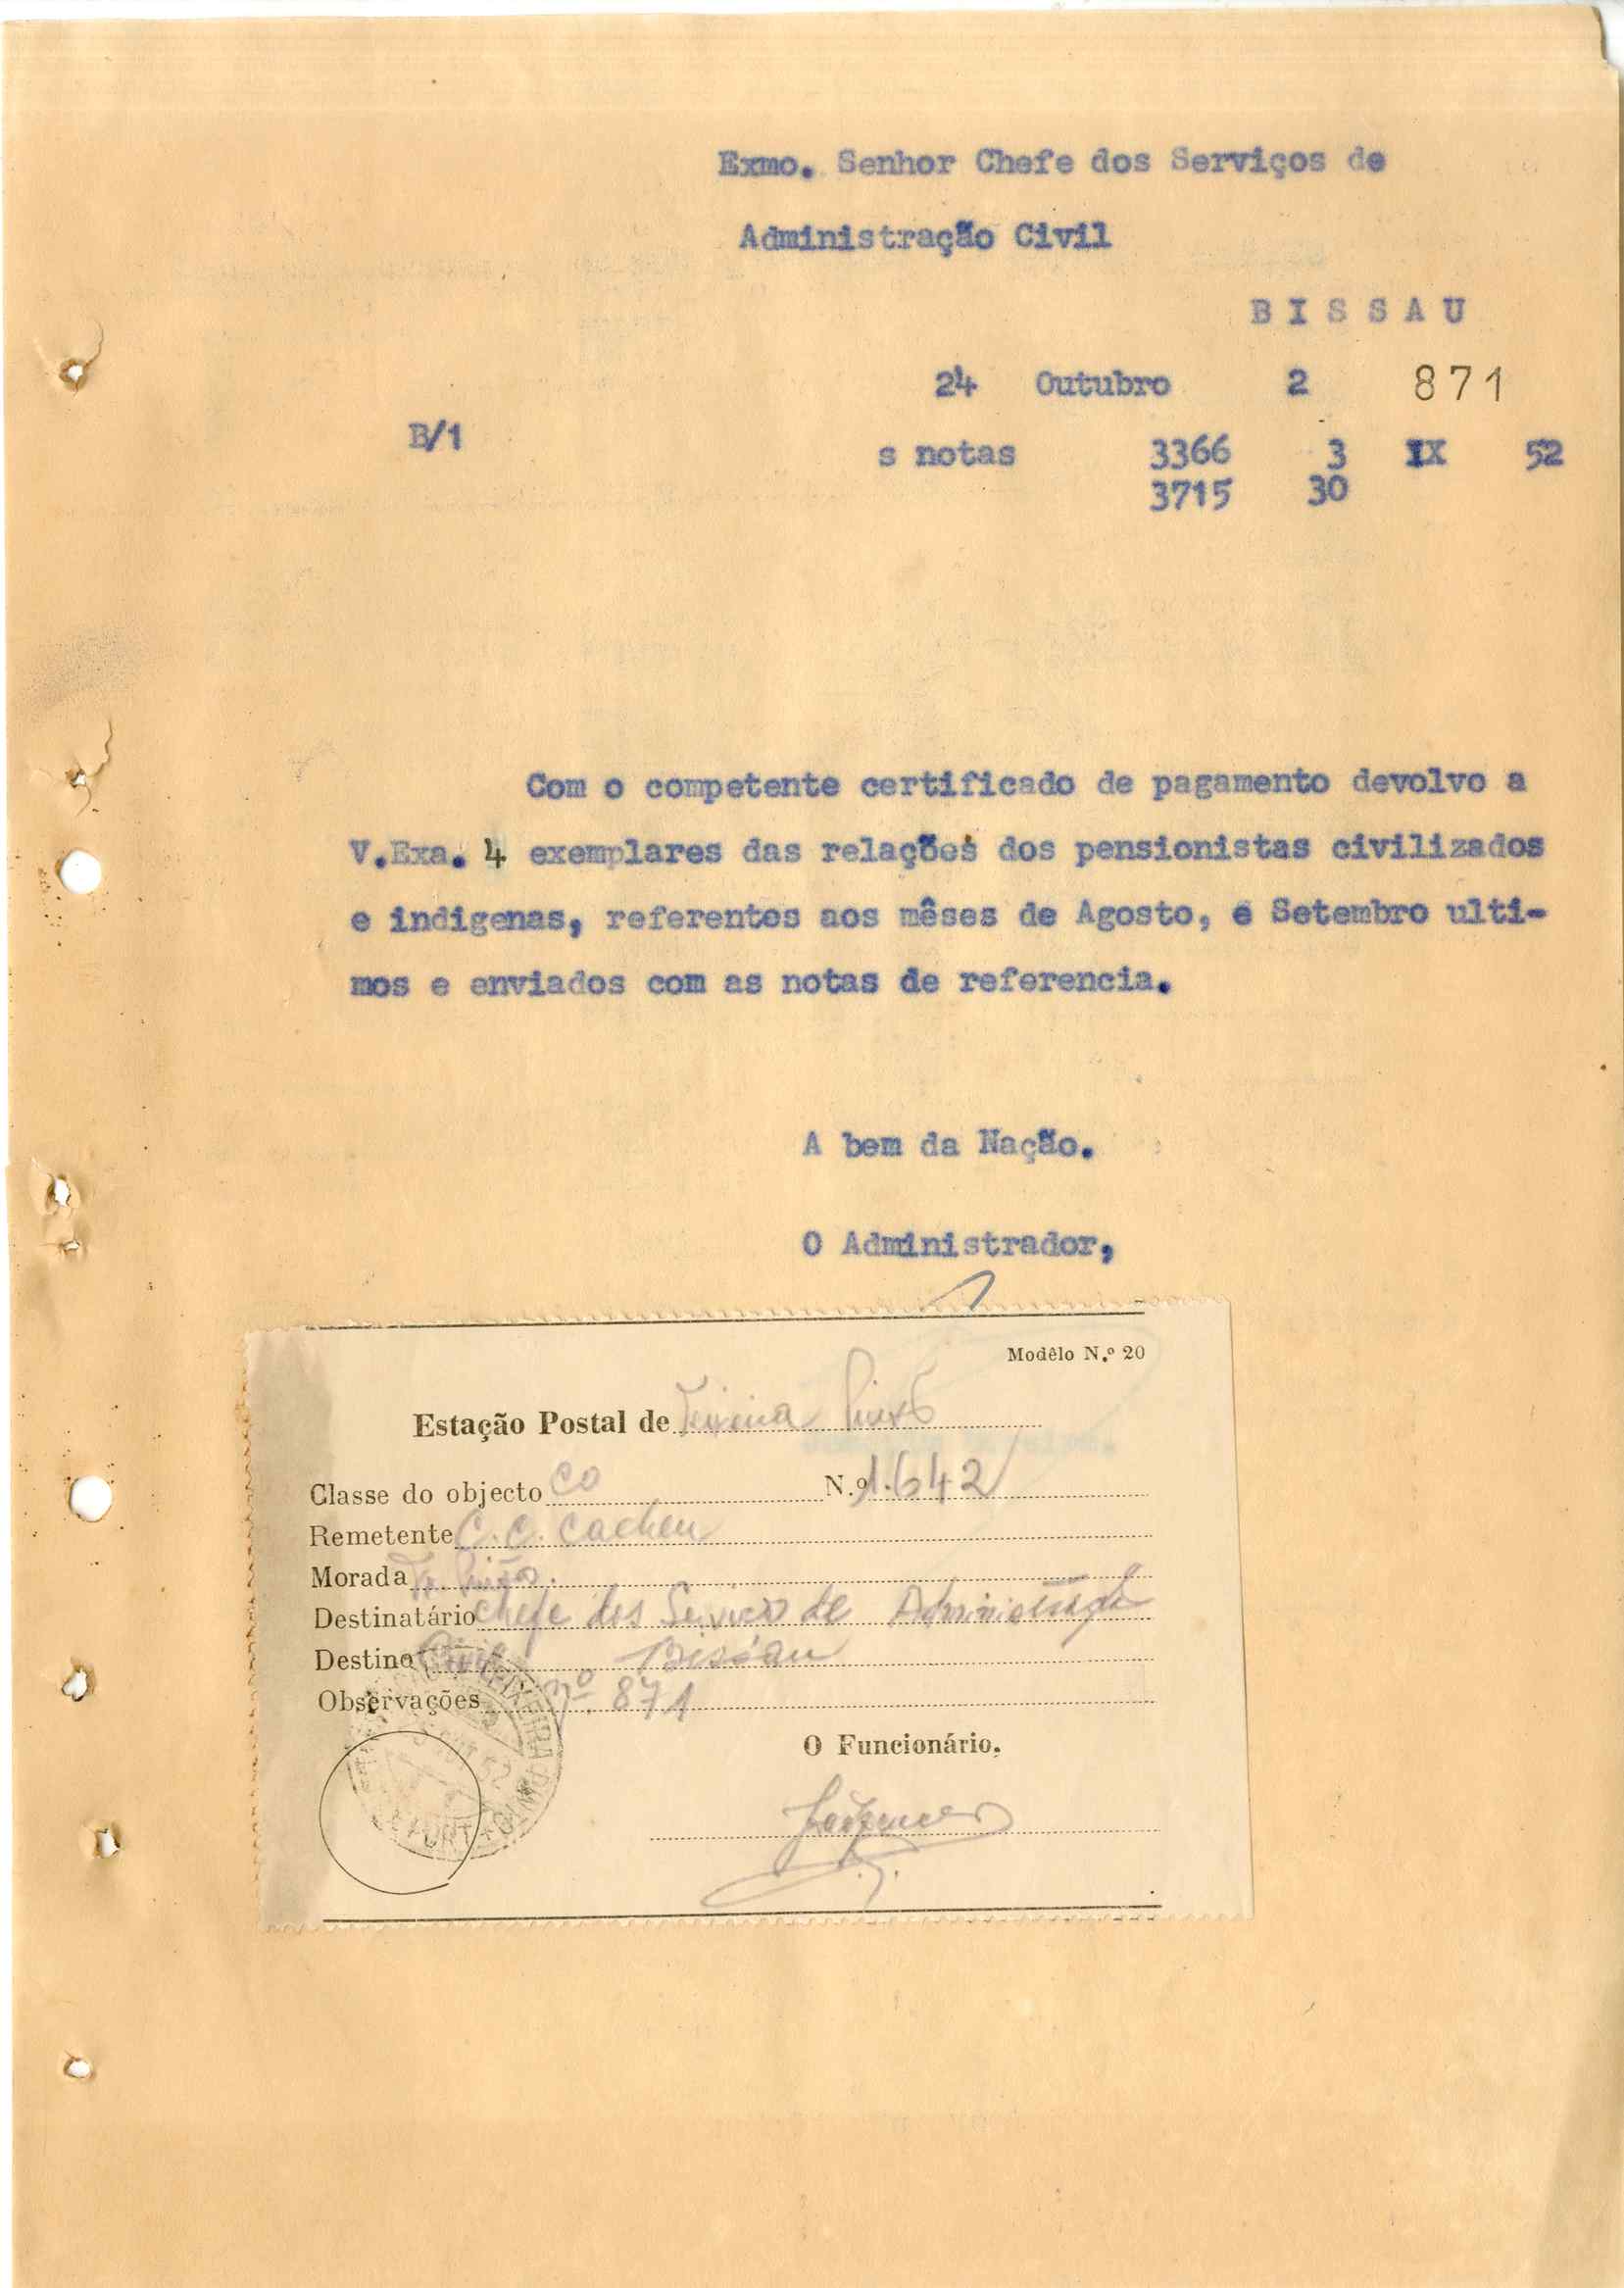 Exmo. Senhor Chefe dos Serviços de
Administração Civil
B I S S A U
24 Outubro 2 871
B/1
s notas 3366 3 IX 52
3715 30
Com o competente certificado de pagamento devolvo a
V.Exa. 4 exemplares das relações dos pensionistas civilizados
e indigenas, referentes aos mêses de Agosto, e Setembro ulti-
mos e enviados com as notas de referencia.
A bem da Nação.
O Administrador,
Modêlo N.º 20
Estação Postal de Teixeira Pinto
Classe do objecto CO N.º 1.642
Remetente C. C. Cacheu
Morada T. Pinto.
Destinatário Chefe dos Serviços de Administração
Destino Civil Bissau
Observações nº 871
O Funcionário,